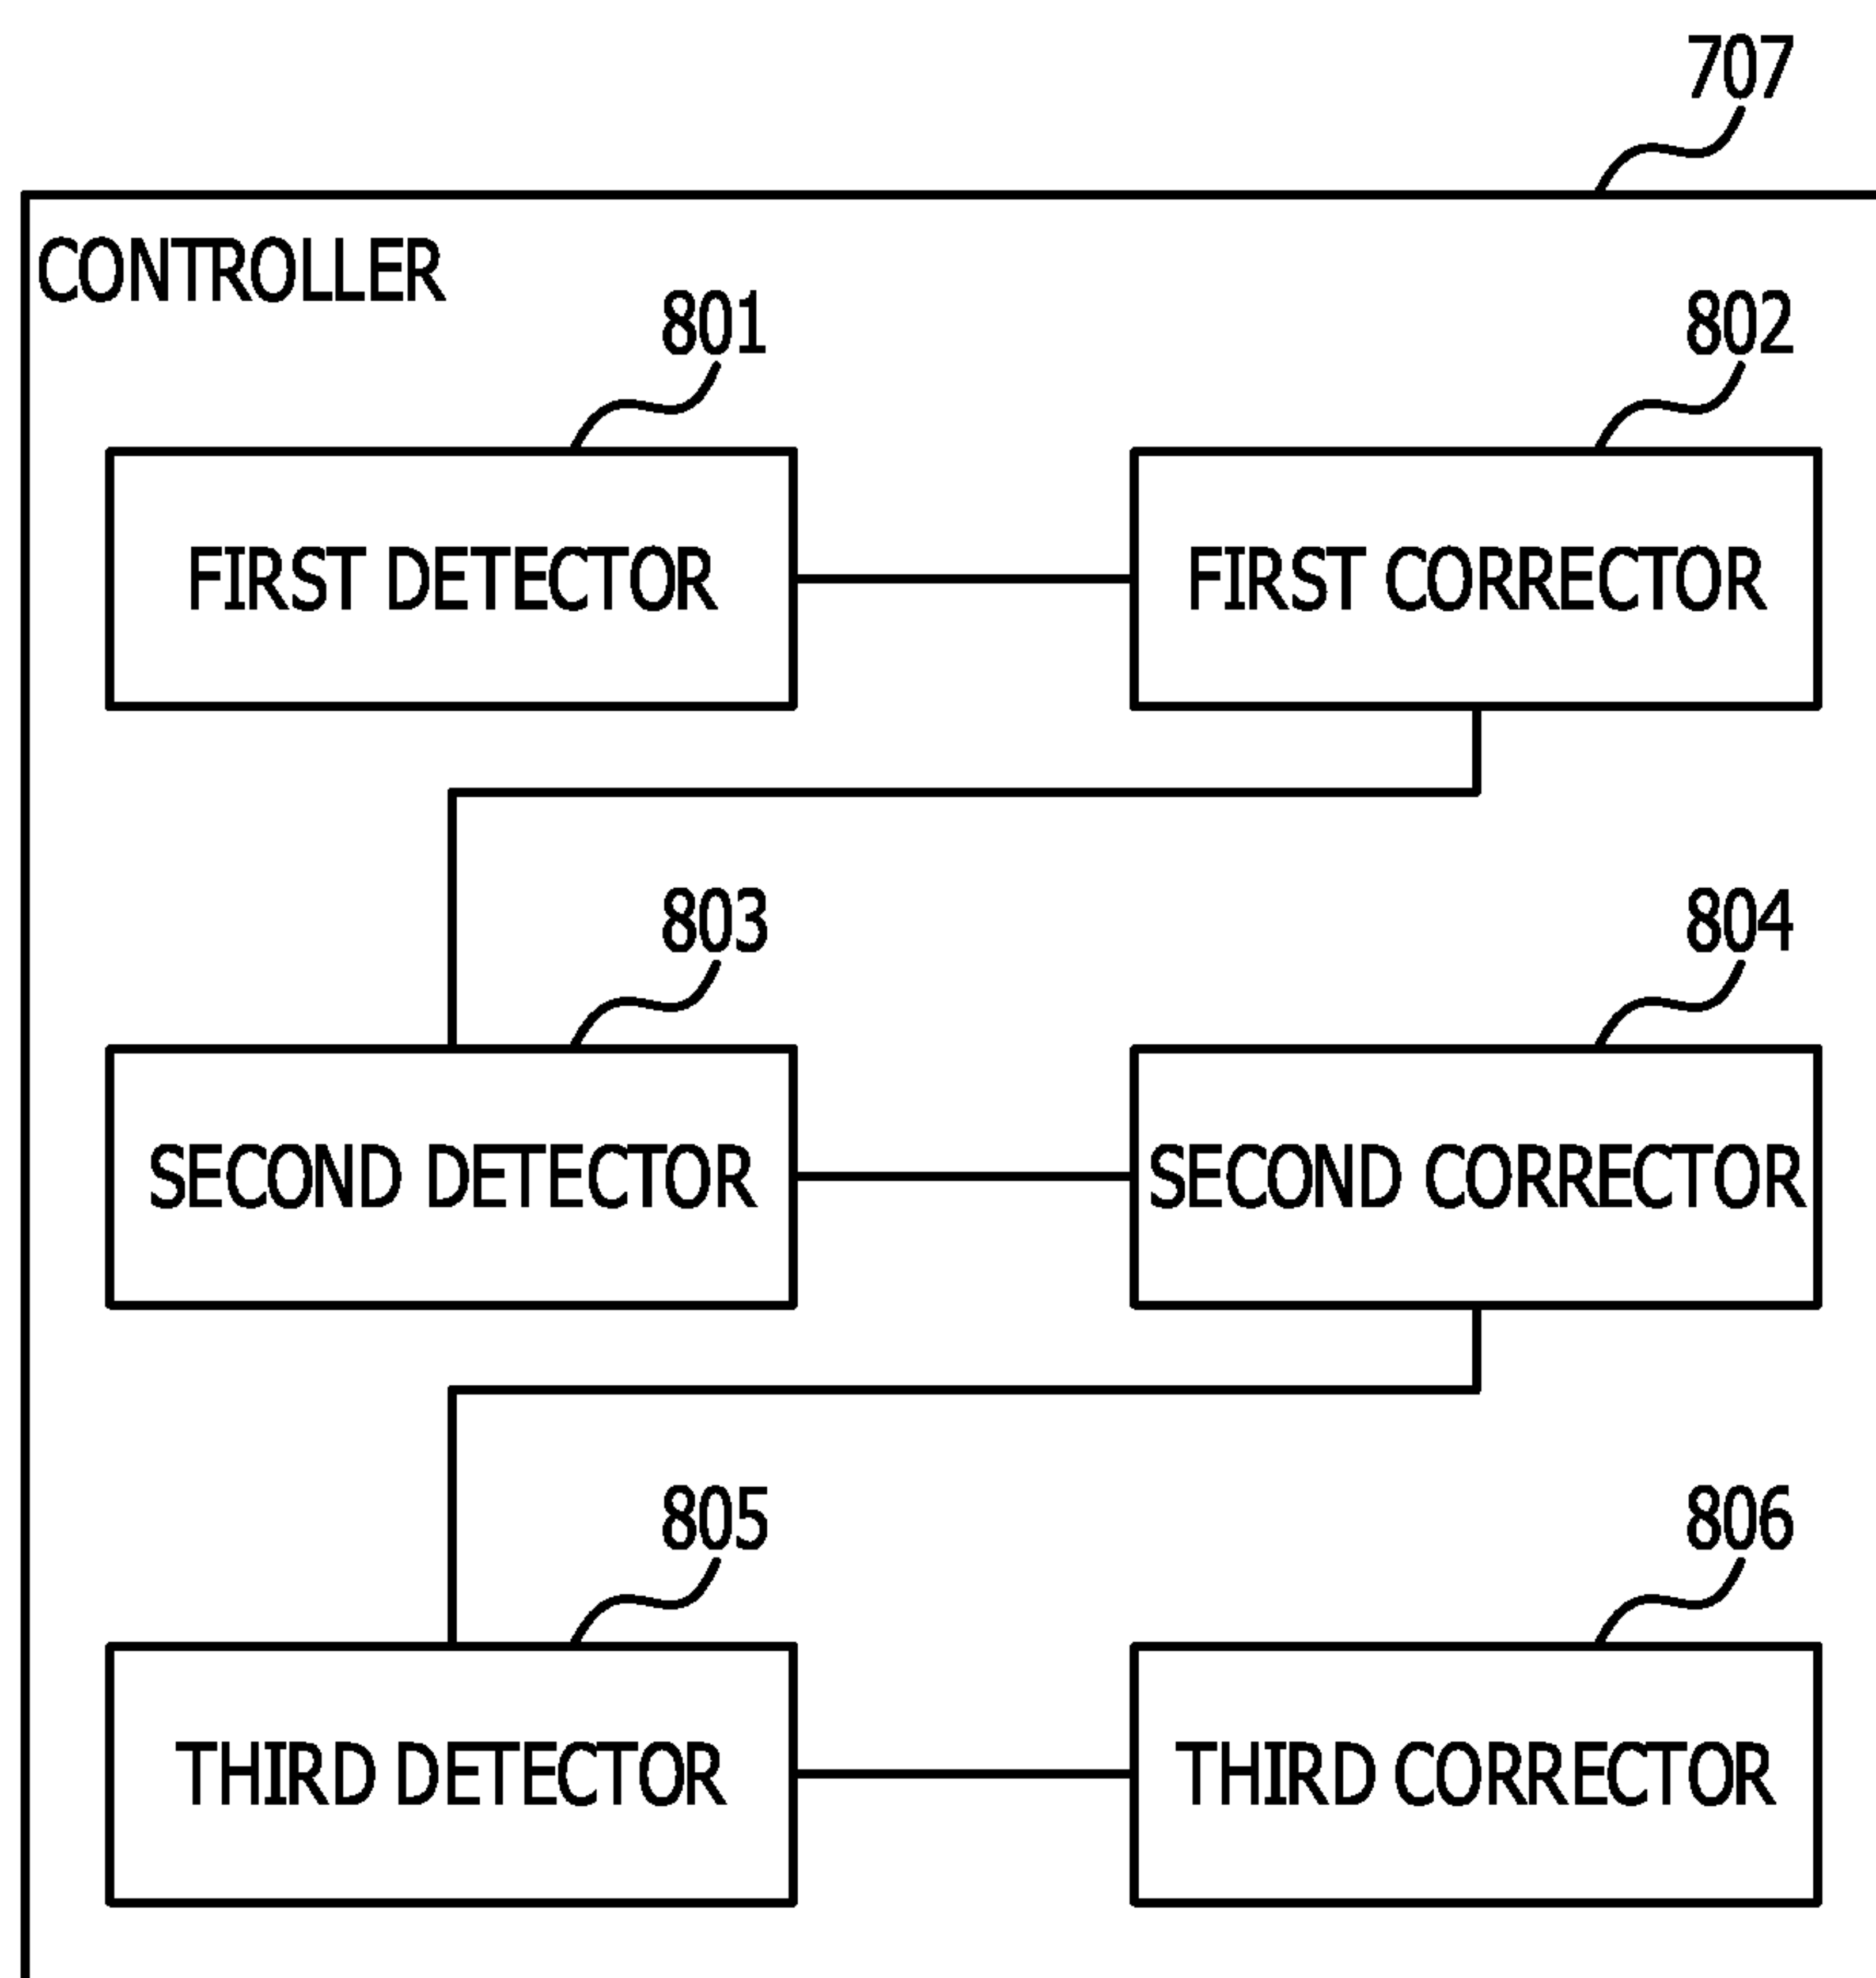 707
CONTROLLER
801
802
FIRST DETECTOR
FIRST CORRECTOR
803
804
SECOND DETECTOR
SECOND CORRECTOR
805
806
THIRD DETECTOR
THIRD CORRECTOR